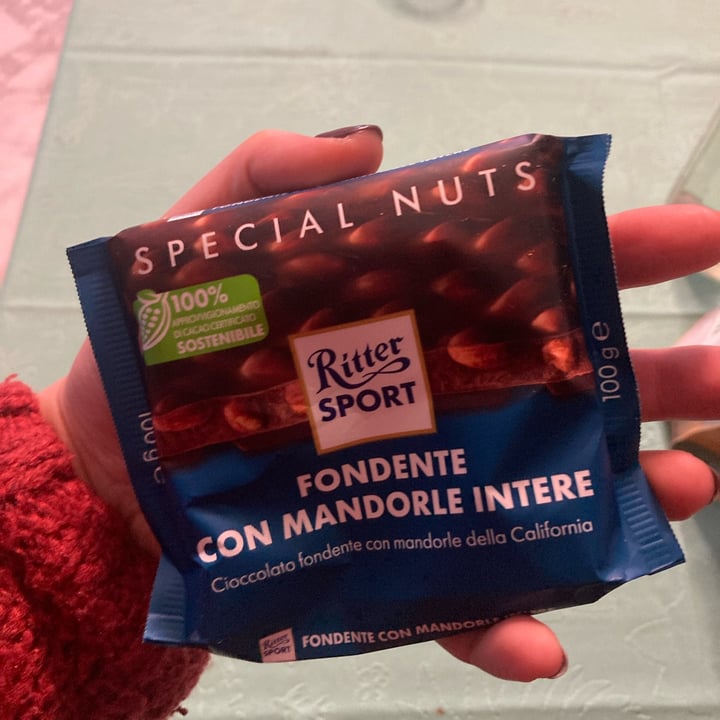 SPECIAL NUTS
100%
APPROVVIGIONAMENTO
DI CACAO CERTIFICATO
SOSTENIBILE
Ritter
SPORT
100 g e
100 g e
FONDENTE
CON MANDORLE INTERE
Cioccolato fondente con mandorle della California
Ritter
SPORT
FONDENTE CON MANDORLE